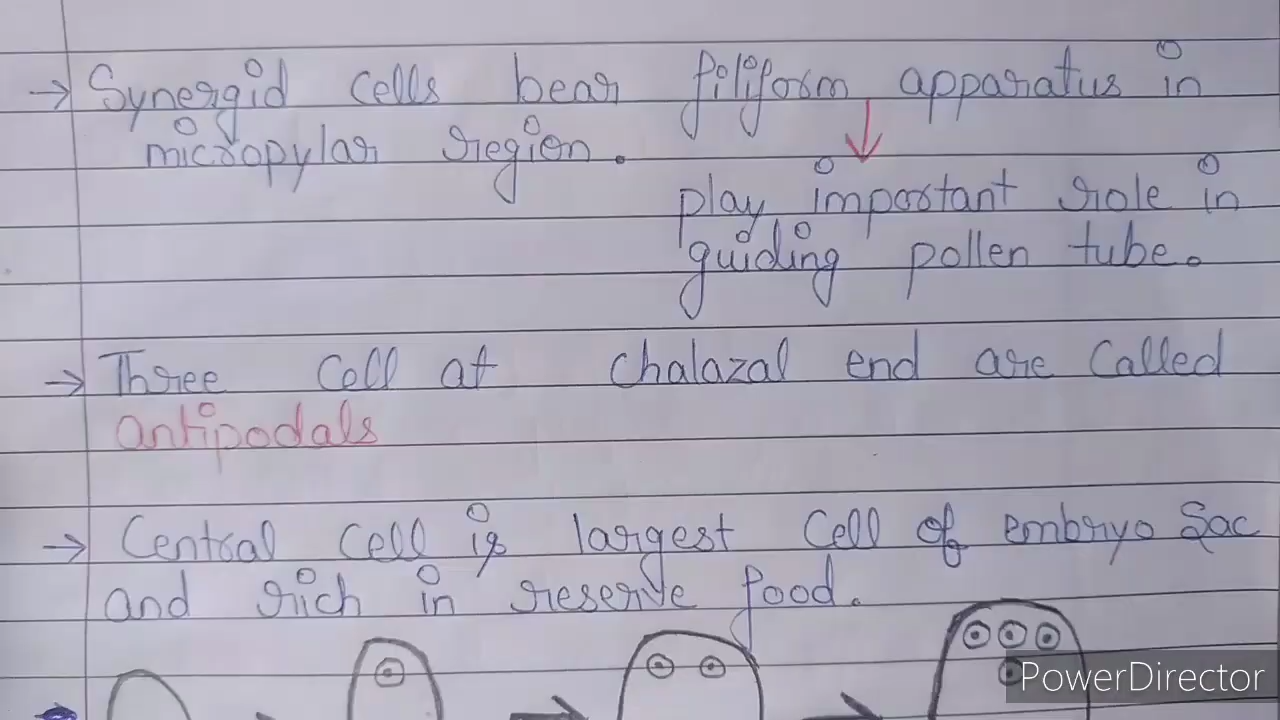 → Synergid cells bear filiform apparatus in
micropylar region.
play important role in
guiding pollen tube.
→ Three cell at chalazal end are called
antipodals
→ Central cell is largest cell of embryo sac
and rich in reserve food.
PowerDirector